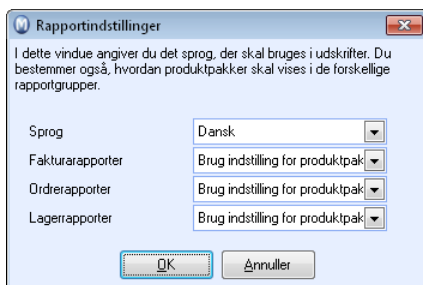 Rapportindstillinger
I dette vindue angiver du det sprog, der skal bruges i udskrifter. Du
bestemmer også, hvordan produktpakker skal vises i de forskellige
rapportgrupper.
Sprog Dansk
Fakturarapporter Brug indstilling for produktpak
Ordrerapporter Brug indstilling for produktpak
Lagerrapporter Brug indstilling for produktpak
OK Annuller